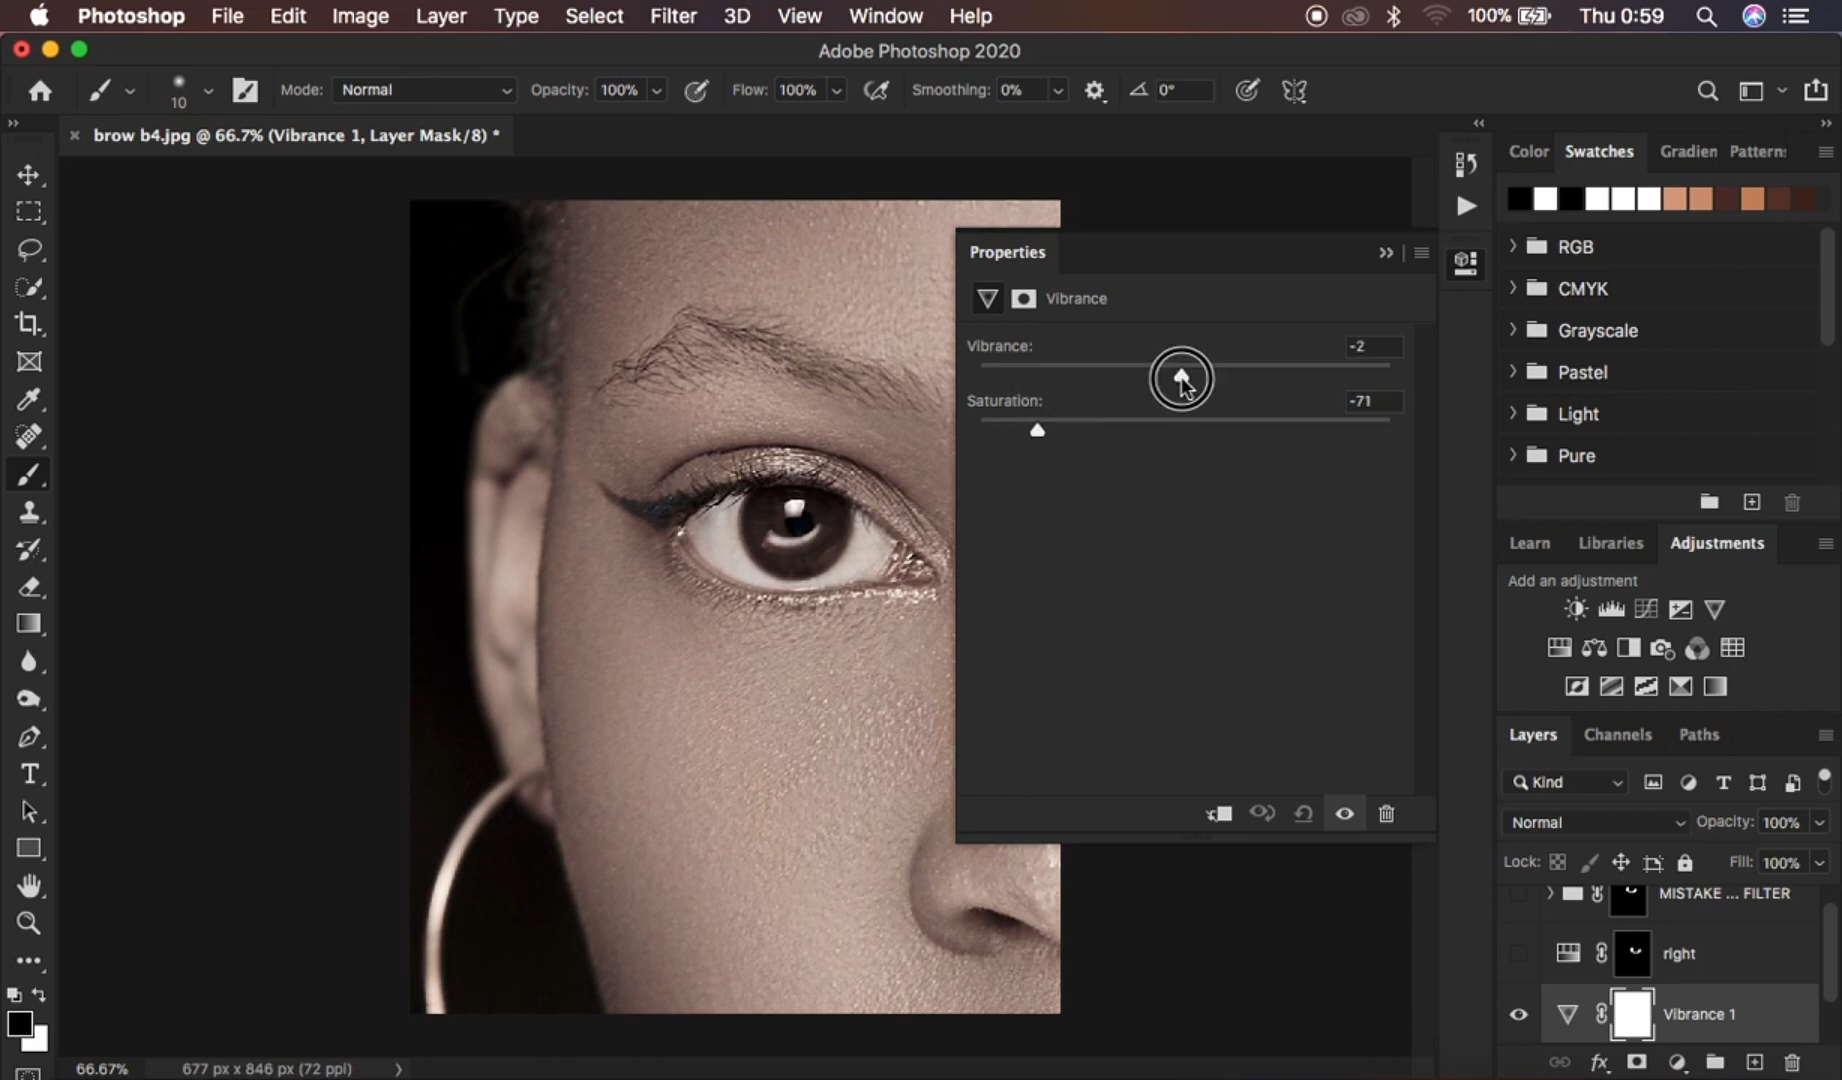 Photoshop File Edit Image Layer Type Select Filter 3D View Window Help 100% Thu 0:59
Adobe Photoshop 2020
10 Mode: Normal Opacity: 100% Flow: 100% Smoothing: 0% 0°
brow b4.jpg @ 66.7% (Vibrance 1, Layer Mask/8) *
Color Swatches Gradien Pattern:
Properties
Vibrance
Vibrance: -2
Saturation: -71
RGB
CMYK
Grayscale
Pastel
Light
Pure
Learn Libraries Adjustments
Add an adjustment
Layers Channels Paths
Kind
Normal Opacity: 100%
Lock: Fill: 100%
MISTAKE ... FILTER
right
Vibrance 1
66.67% 677 px x 846 px (72 ppi)